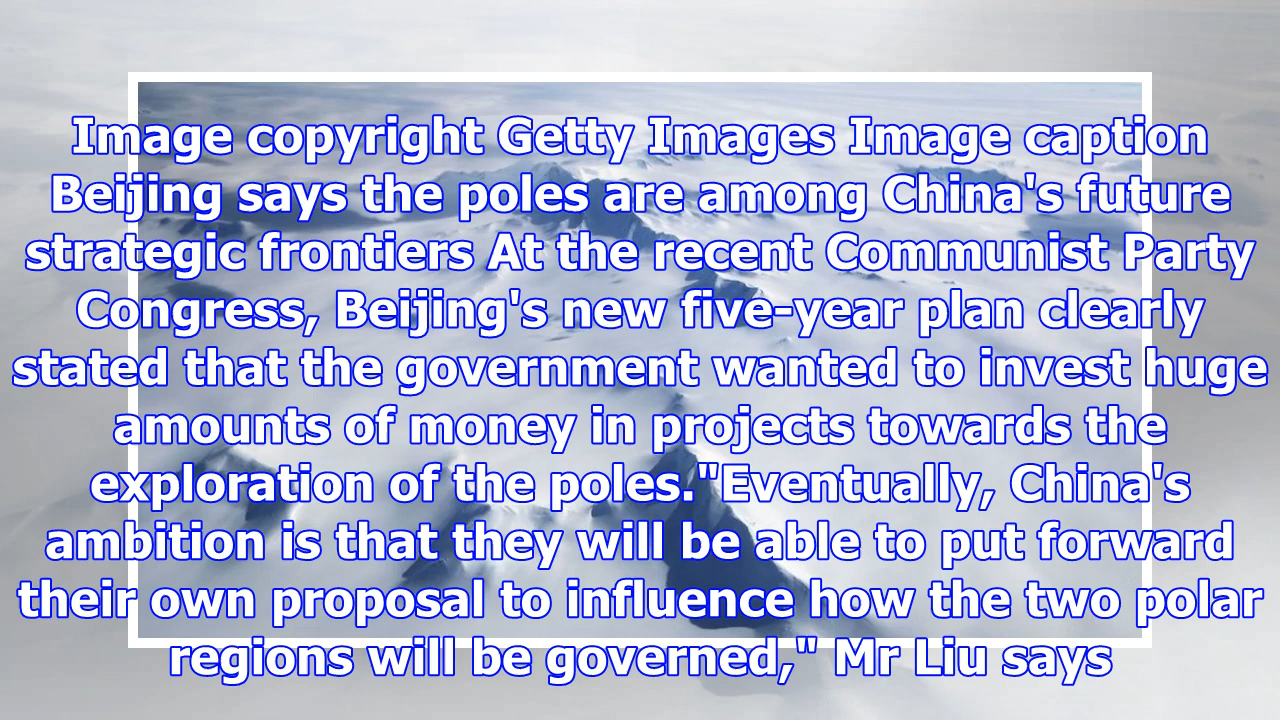 Image copyright Getty Images Image caption
Beijing says the poles are among China's future
strategic frontiers At the recent Communist Party
Congress, Beijing's new five-year plan clearly
stated that the government wanted to invest huge
amounts of money in projects towards the
exploration of the poles."Eventually, China's
ambition is that they will be able to put forward
their own proposal to influence how the two polar
regions will be governed," Mr Liu says